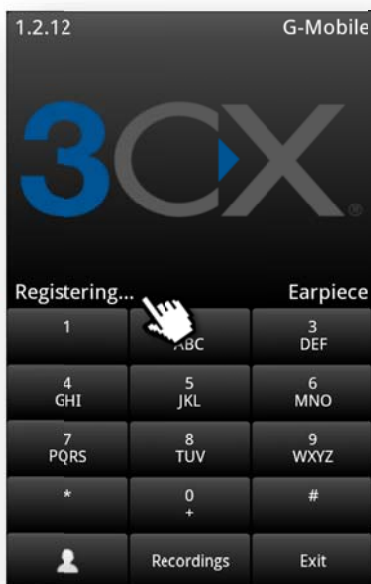 1.2.12 G-Mobile
3CX®
Registering... Earpiece
1 ABC 3
DEF
4 5 6
GHI JKL MNO
7 8 9
PQRS TUV WXYZ
* 0 #
+
Recordings Exit